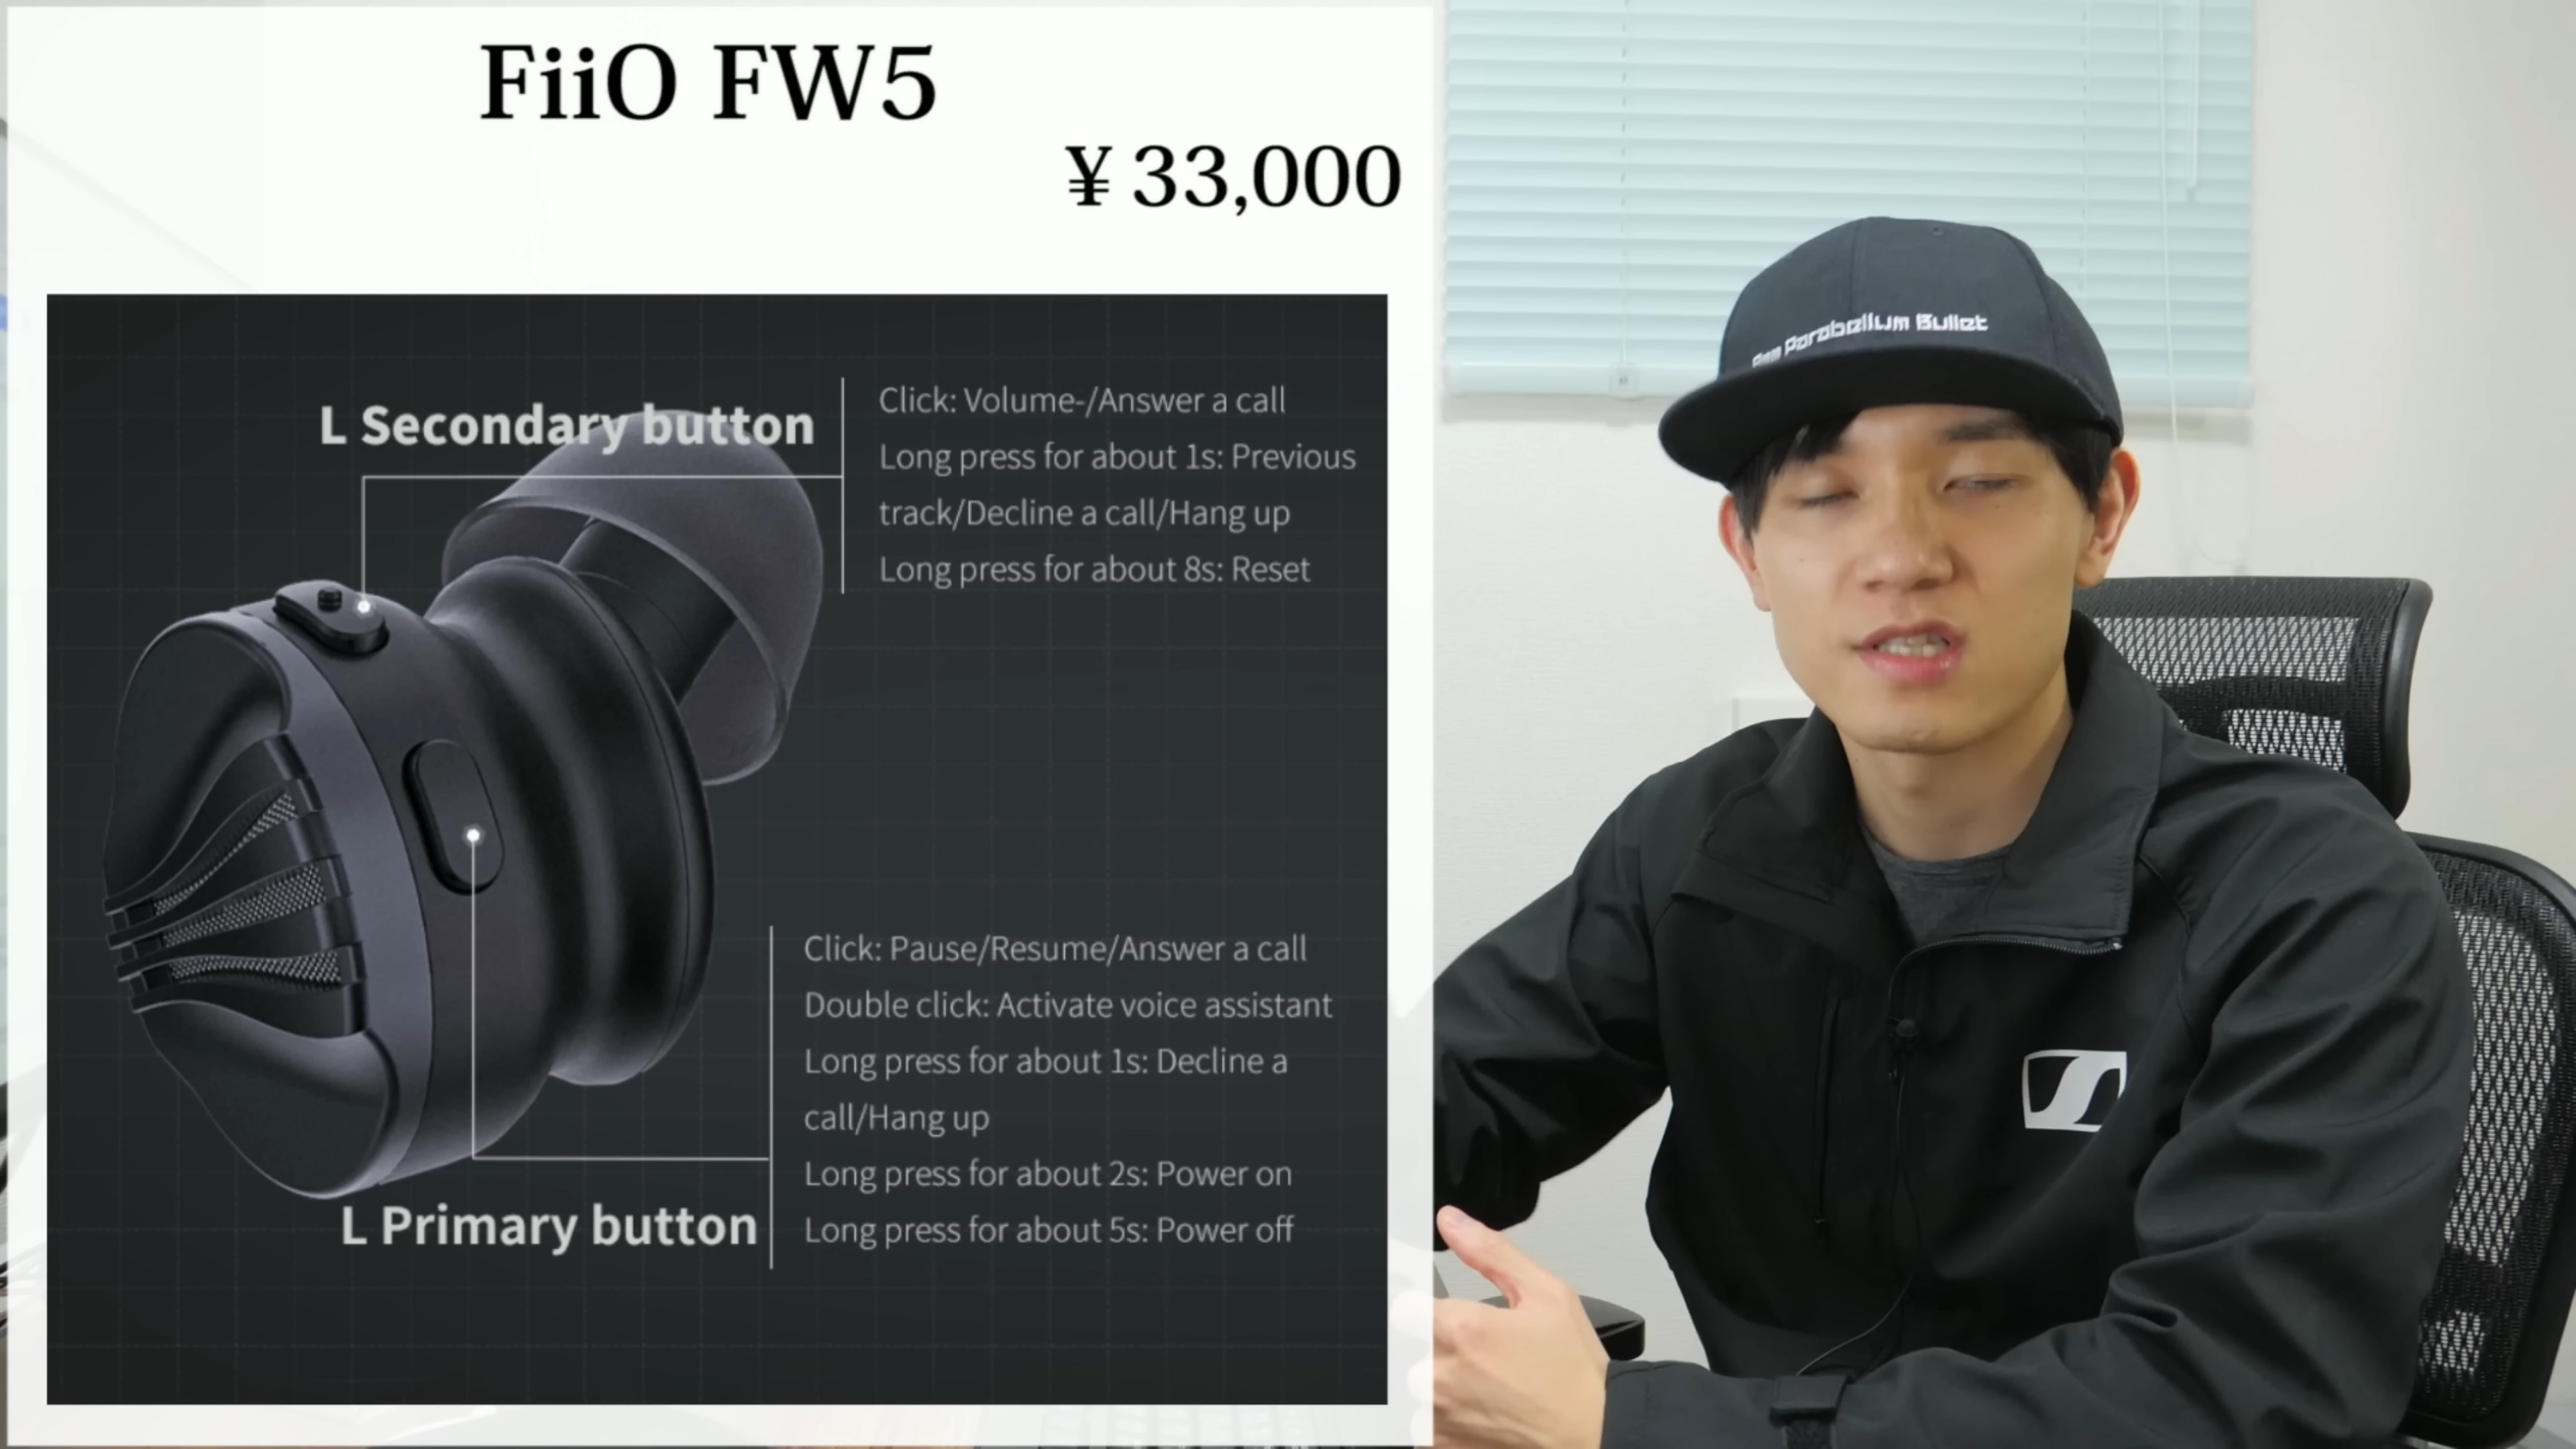 FiiO FW5
¥33,000
L Secondary button
Click: Volume-/Answer a call
Long press for about 1s: Previous
track/Decline a call/Hang up
Long press for about 8s: Reset
Click: Pause/Resume/Answer a call
Double click: Activate voice assistant
Long press for about 1s: Decline a
call/Hang up
Long press for about 2s: Power on
Long press for about 5s: Power off
L Primary button
9mm Parabellum Bullet